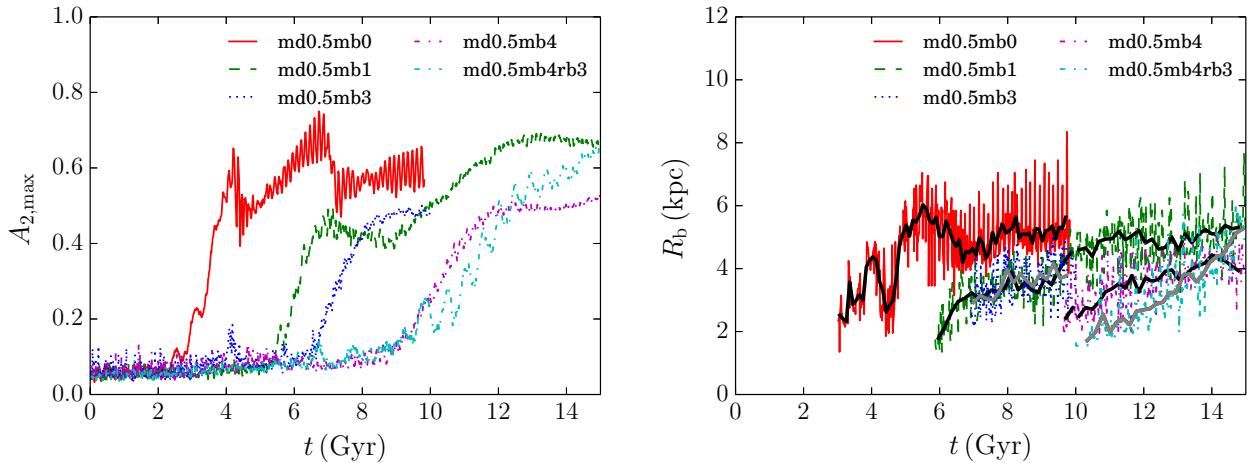 1.0
0.8
0.6
0.4
0.2
0.0
A2,max
md0.5mb0
md0.5mb1
md0.5mb3
md0.5mb4
md0.5mb4rb3
0 2 4 6 8 10 12 14
t (Gyr)
12
10
8
6
4
2
0
Rb (kpc)
md0.5mb0
md0.5mb1
md0.5mb3
md0.5mb4
md0.5mb4rb3
0 2 4 6 8 10 12 14
t (Gyr)